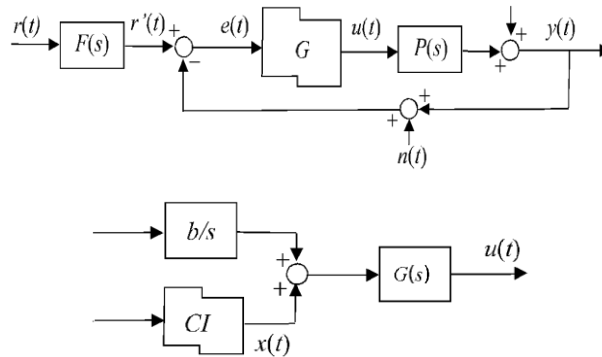 r(t)
F(s)
r'(t)
+
−
e(t)
G
u(t)
P(s)
+
+
y(t)
+
+
n(t)
b/s
+
+
G(s)
u(t)
CI
x(t)